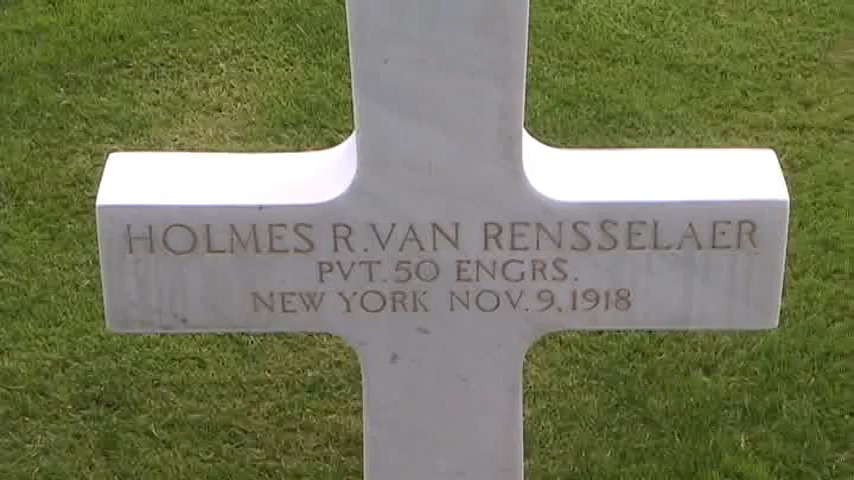 HOLMES R. VAN RENSSELAER
PVT. 50 ENGRS.
NEW YORK NOV. 9, 1918